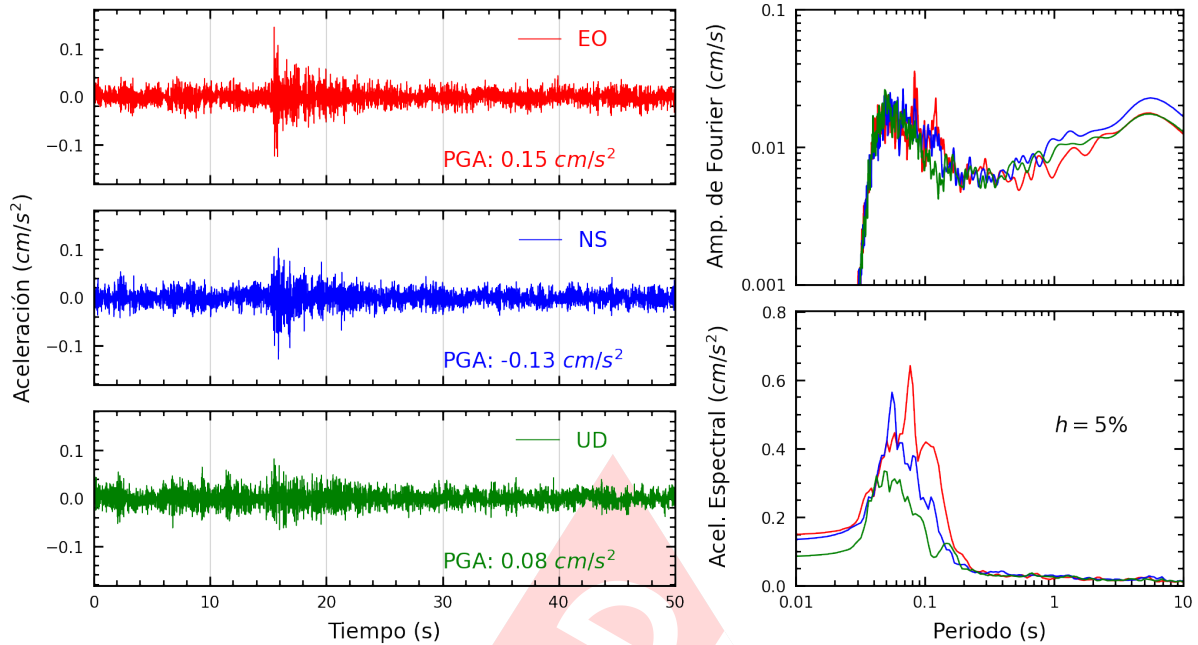 Aceleración (cm/s²)
0.1
0.0
−0.1
EO
PGA: 0.15 cm/s²
0.1
0.0
−0.1
NS
PGA: -0.13 cm/s²
0.1
0.0
−0.1
UD
PGA: 0.08 cm/s²
0 10 20 30 40 50
Tiempo (s)
Amp. de Fourier (cm/s)
0.1
0.01
0.001
Acel. Espectral (cm/s²)
0.8
0.6
0.4
0.2
0.0
h = 5%
0.01 0.1 1 10
Periodo (s)